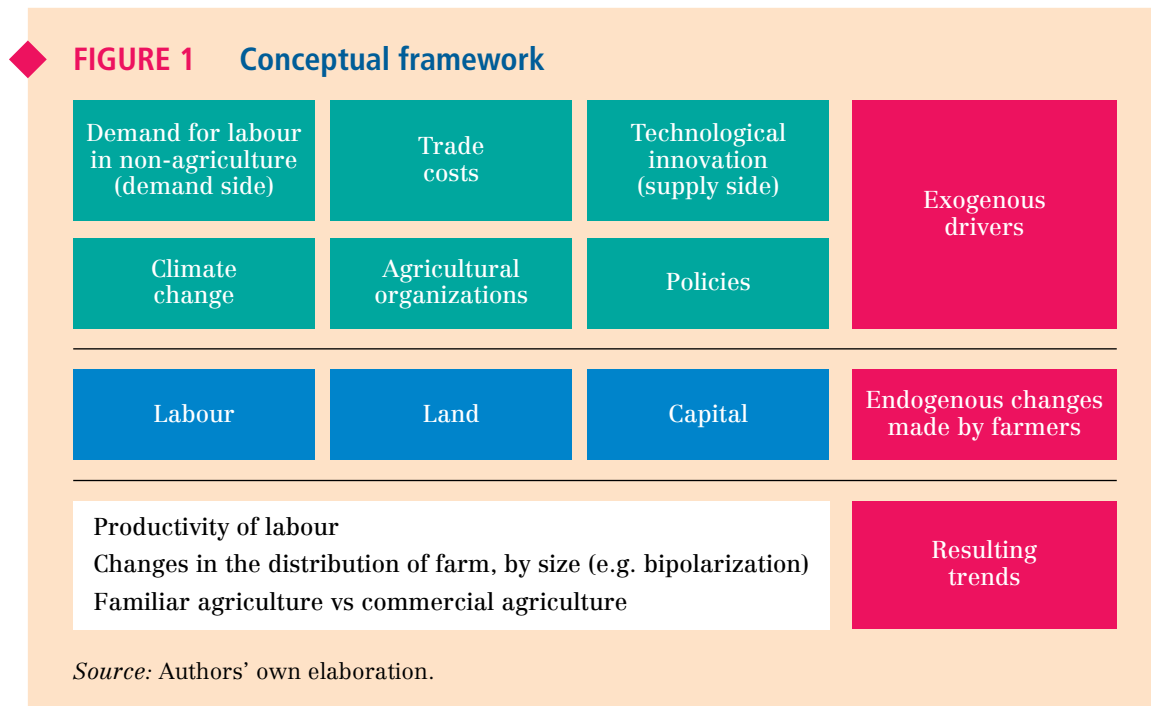 FIGURE 1 Conceptual framework
Demand for labour
in non-agriculture
(demand side)
Trade
costs
Technological
innovation
(supply side)
Exogenous
drivers
Climate
change
Agricultural
organizations
Policies
Labour
Land
Capital
Endogenous changes
made by farmers
Productivity of labour
Changes in the distribution of farm, by size (e.g. bipolarization)
Familiar agriculture vs commercial agriculture
Resulting
trends
Source: Authors’ own elaboration.